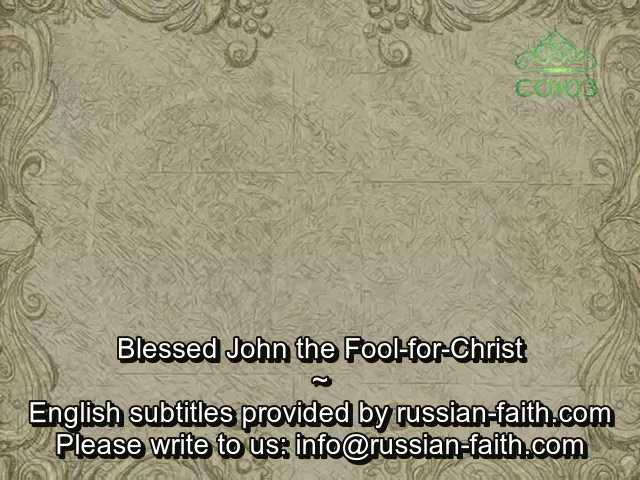 СОЮЗ
Blessed John the Fool-for-Christ
~
English subtitles provided by russian-faith.com
Please write to us: info@russian-faith.com